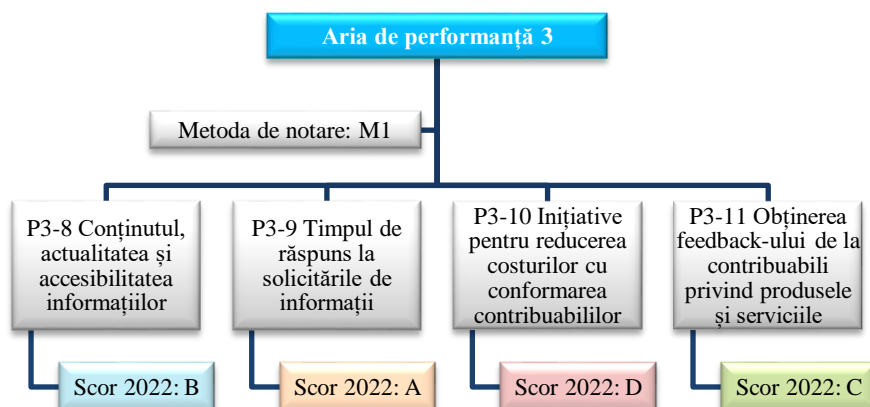 Aria de performanță 3
Metoda de notare: M1
P3-8 Conținutul,
actualitatea și
accesibilitatea
informațiilor
P3-9 Timpul de
răspuns la
solicitările de
informații
P3-10 Inițiative
pentru reducerea
costurilor cu
conformarea
contribuabililor
P3-11 Obținerea
feedback-ului de la
contribuabili
privind produsele
și serviciile
Scor 2022: B
Scor 2022: A
Scor 2022: D
Scor 2022: C